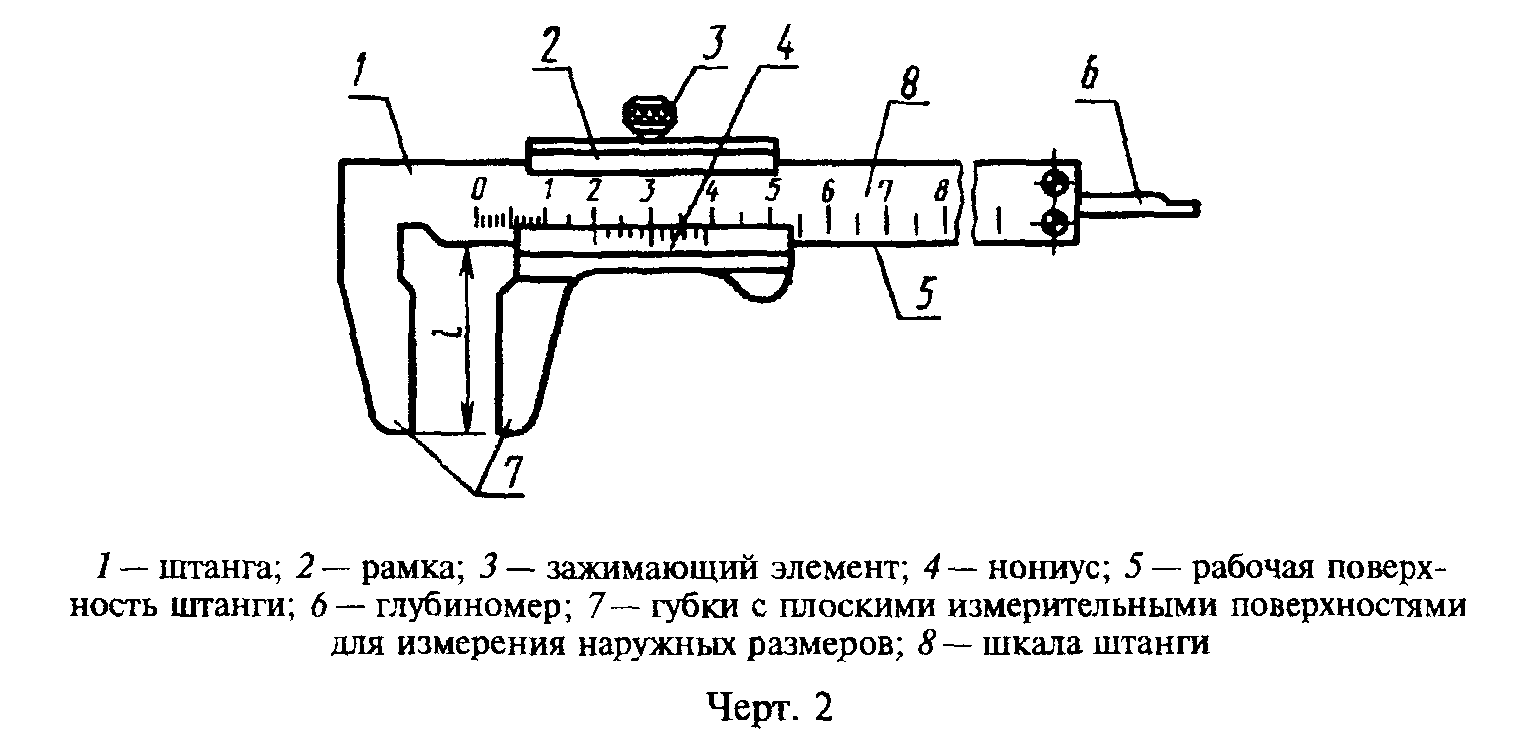 1 2 3 4 8 6
0 1 2 3 4 5 6 7 8
l 5
7
1 — штанга; 2 — рамка; 3 — зажимающий элемент; 4 — нониус; 5 — рабочая поверх-
ность штанги; 6 — глубиномер; 7 — губки с плоскими измерительными поверхностями
для измерения наружных размеров; 8 — шкала штанги
Черт. 2